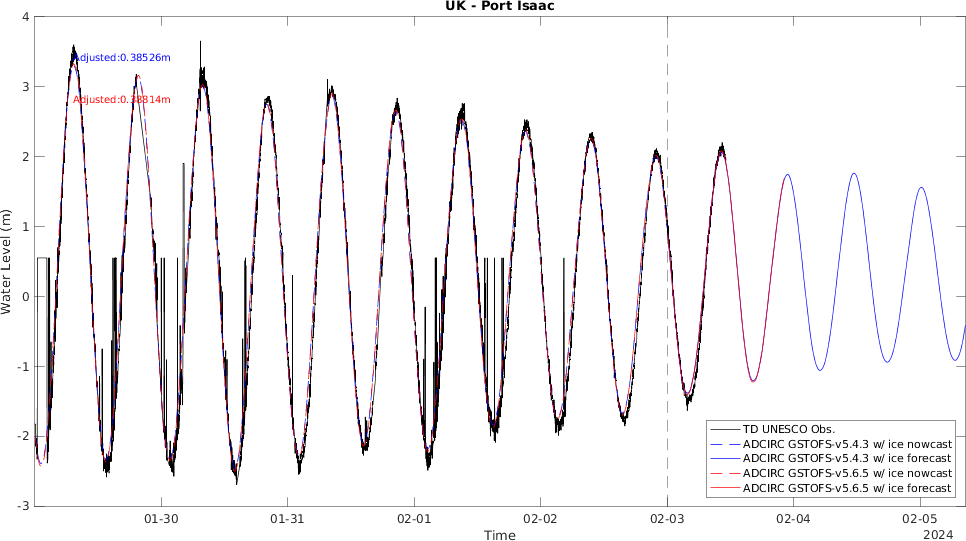 UK - Port Isaac
Water Level (m)
4
3
2
1
0
-1
-2
-3
Adjusted:0.38526m
Adjusted:0.38814m
TD UNESCO Obs.
ADCIRC GSTOFS-v5.4.3 w/ ice nowcast
ADCIRC GSTOFS-v5.4.3 w/ ice forecast
ADCIRC GSTOFS-v5.6.5 w/ ice nowcast
ADCIRC GSTOFS-v5.6.5 w/ ice forecast
01-30 01-31 02-01 02-02 02-03 02-04 02-05
Time
2024